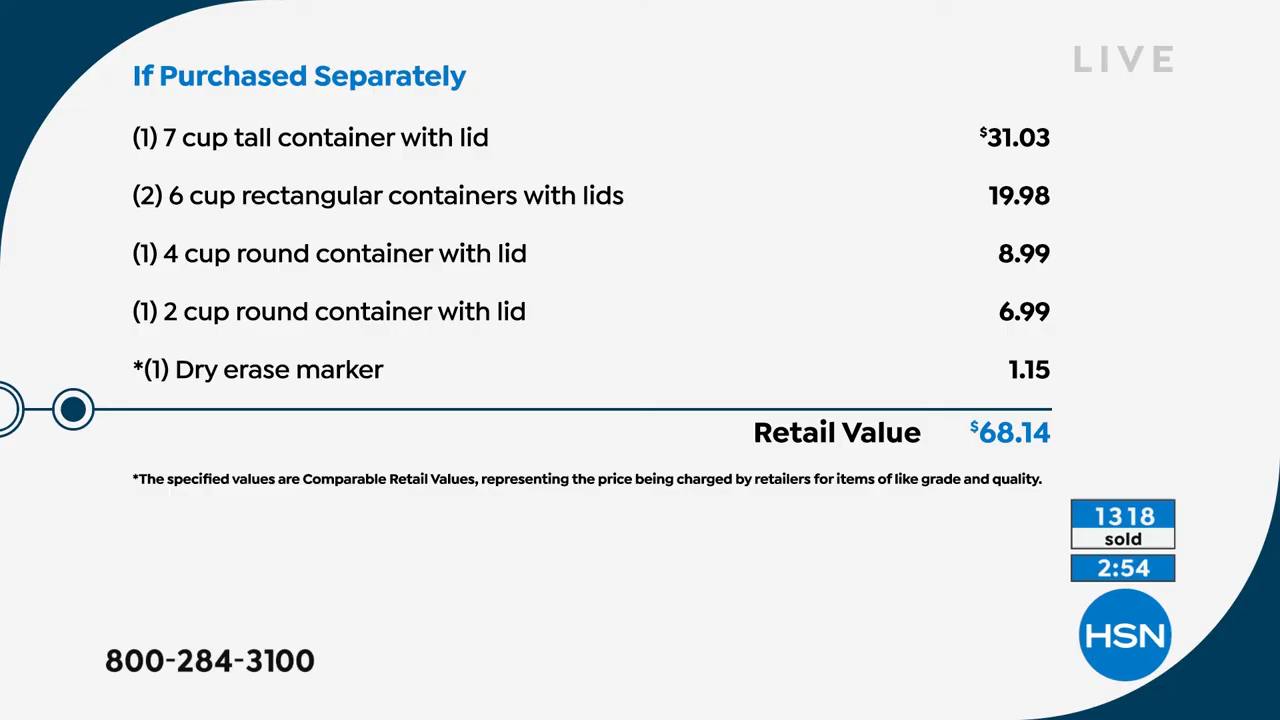 LIVE
If Purchased Separately
(1) 7 cup tall container with lid $31.03
(2) 6 cup rectangular containers with lids 19.98
(1) 4 cup round container with lid 8.99
(1) 2 cup round container with lid 6.99
*(1) Dry erase marker 1.15
Retail Value $68.14
*The specified values are Comparable Retail Values, representing the price being charged by retailers for items of like grade and quality.
1318
sold
2:54
HSN
800-284-3100